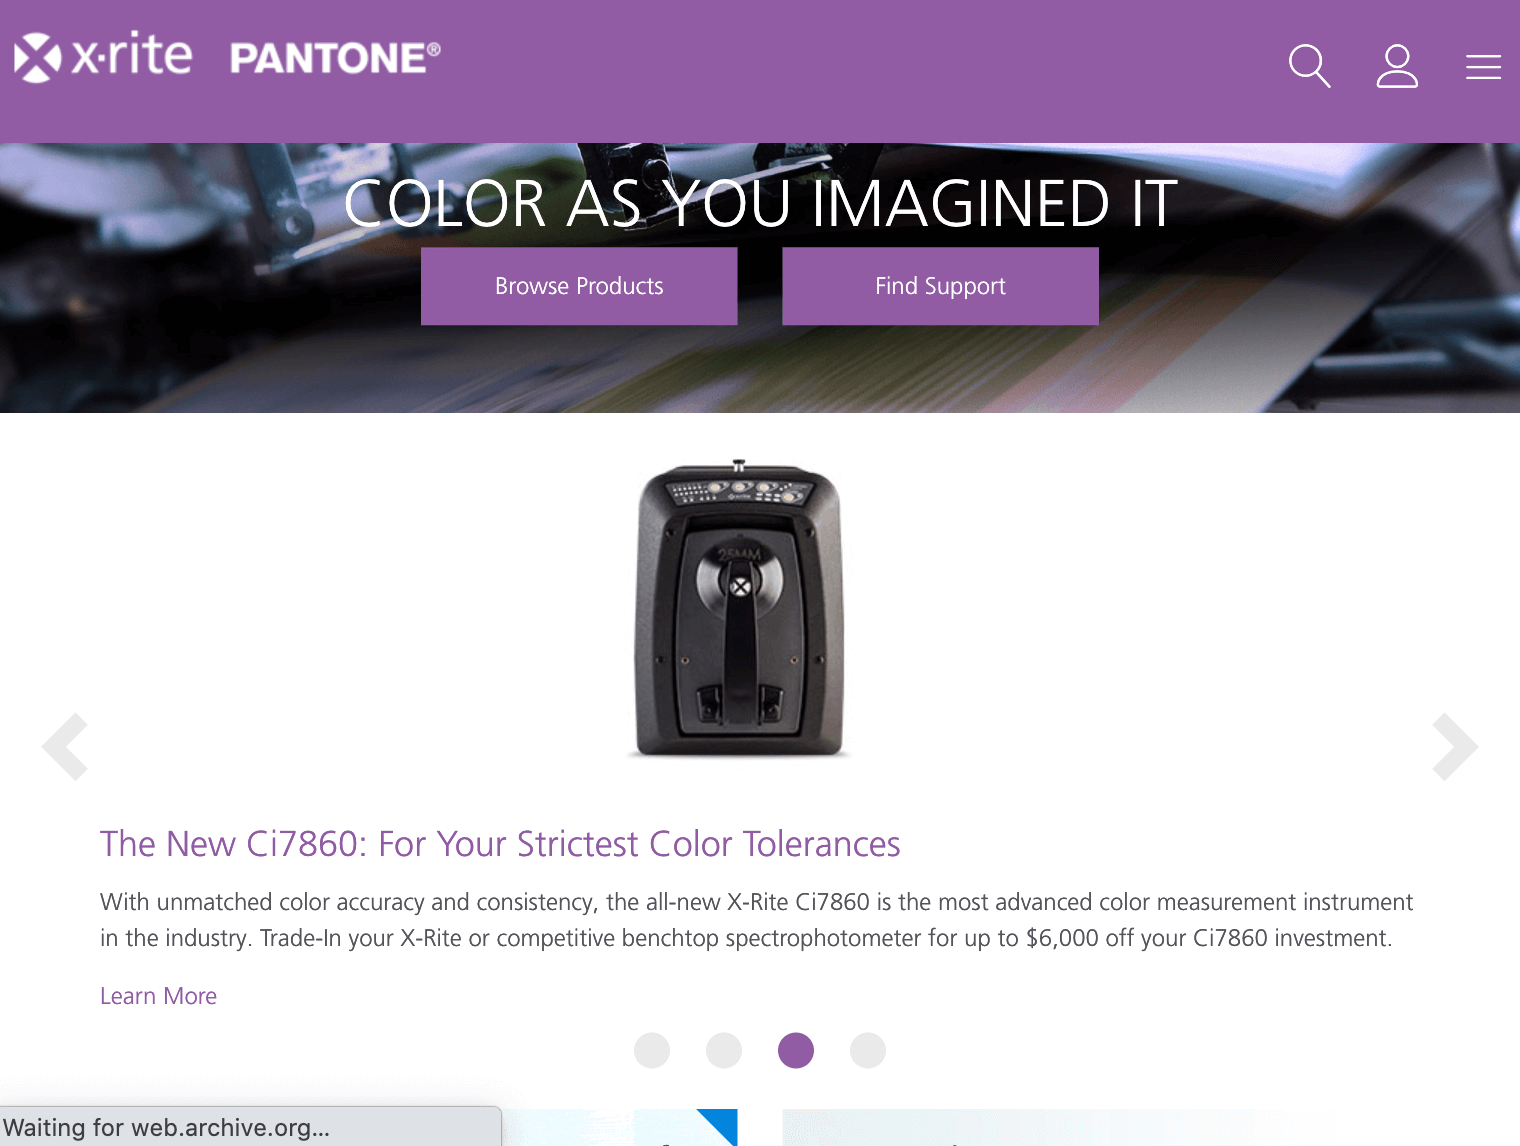 x·rite PANTONE®
COLOR AS YOU IMAGINED IT
Browse Products
Find Support
25MM
The New Ci7860: For Your Strictest Color Tolerances
With unmatched color accuracy and consistency, the all-new X-Rite Ci7860 is the most advanced color measurement instrument
in the industry. Trade-In your X-Rite or competitive benchtop spectrophotometer for up to $6,000 off your Ci7860 investment.
Learn More
Waiting for web.archive.org...